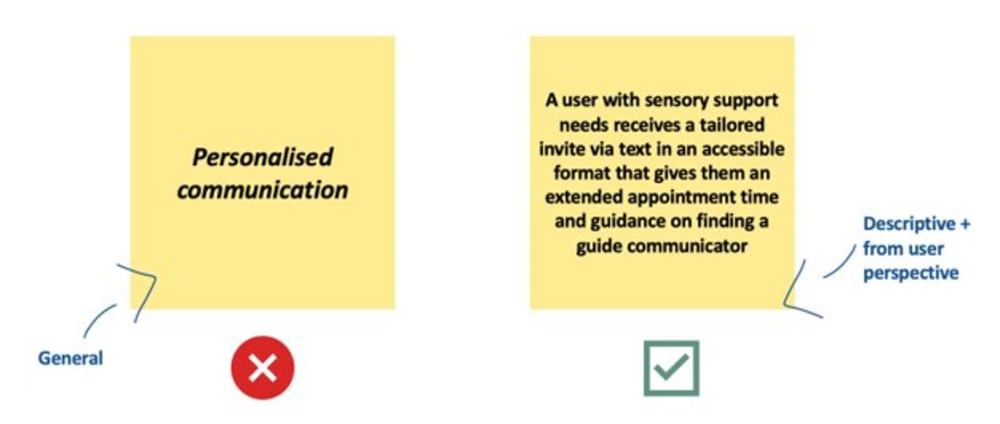 Personalised
communication
General
A user with sensory support
needs receives a tailored
invite via text in an accessible
format that gives them an
extended appointment time
and guidance on finding a
guide communicator
Descriptive +
from user
perspective